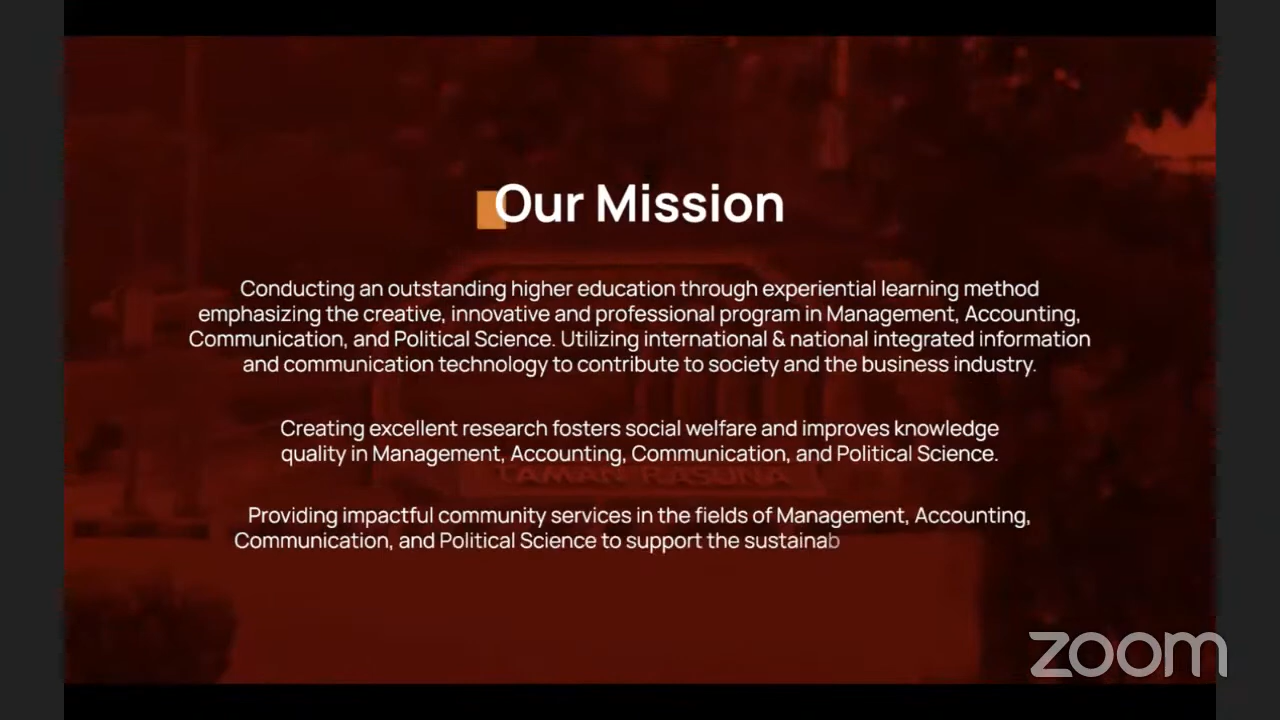 Our Mission
Conducting an outstanding higher education through experiential learning method
emphasizing the creative, innovative and professional program in Management, Accounting,
Communication, and Political Science. Utilizing international & national integrated information
and communication technology to contribute to society and the business industry.
Creating excellent research fosters social welfare and improves knowledge
quality in Management, Accounting, Communication, and Political Science.
TAMAN RASUNA
Providing impactful community services in the fields of Management, Accounting,
Communication, and Political Science to support the sustainab
zoom